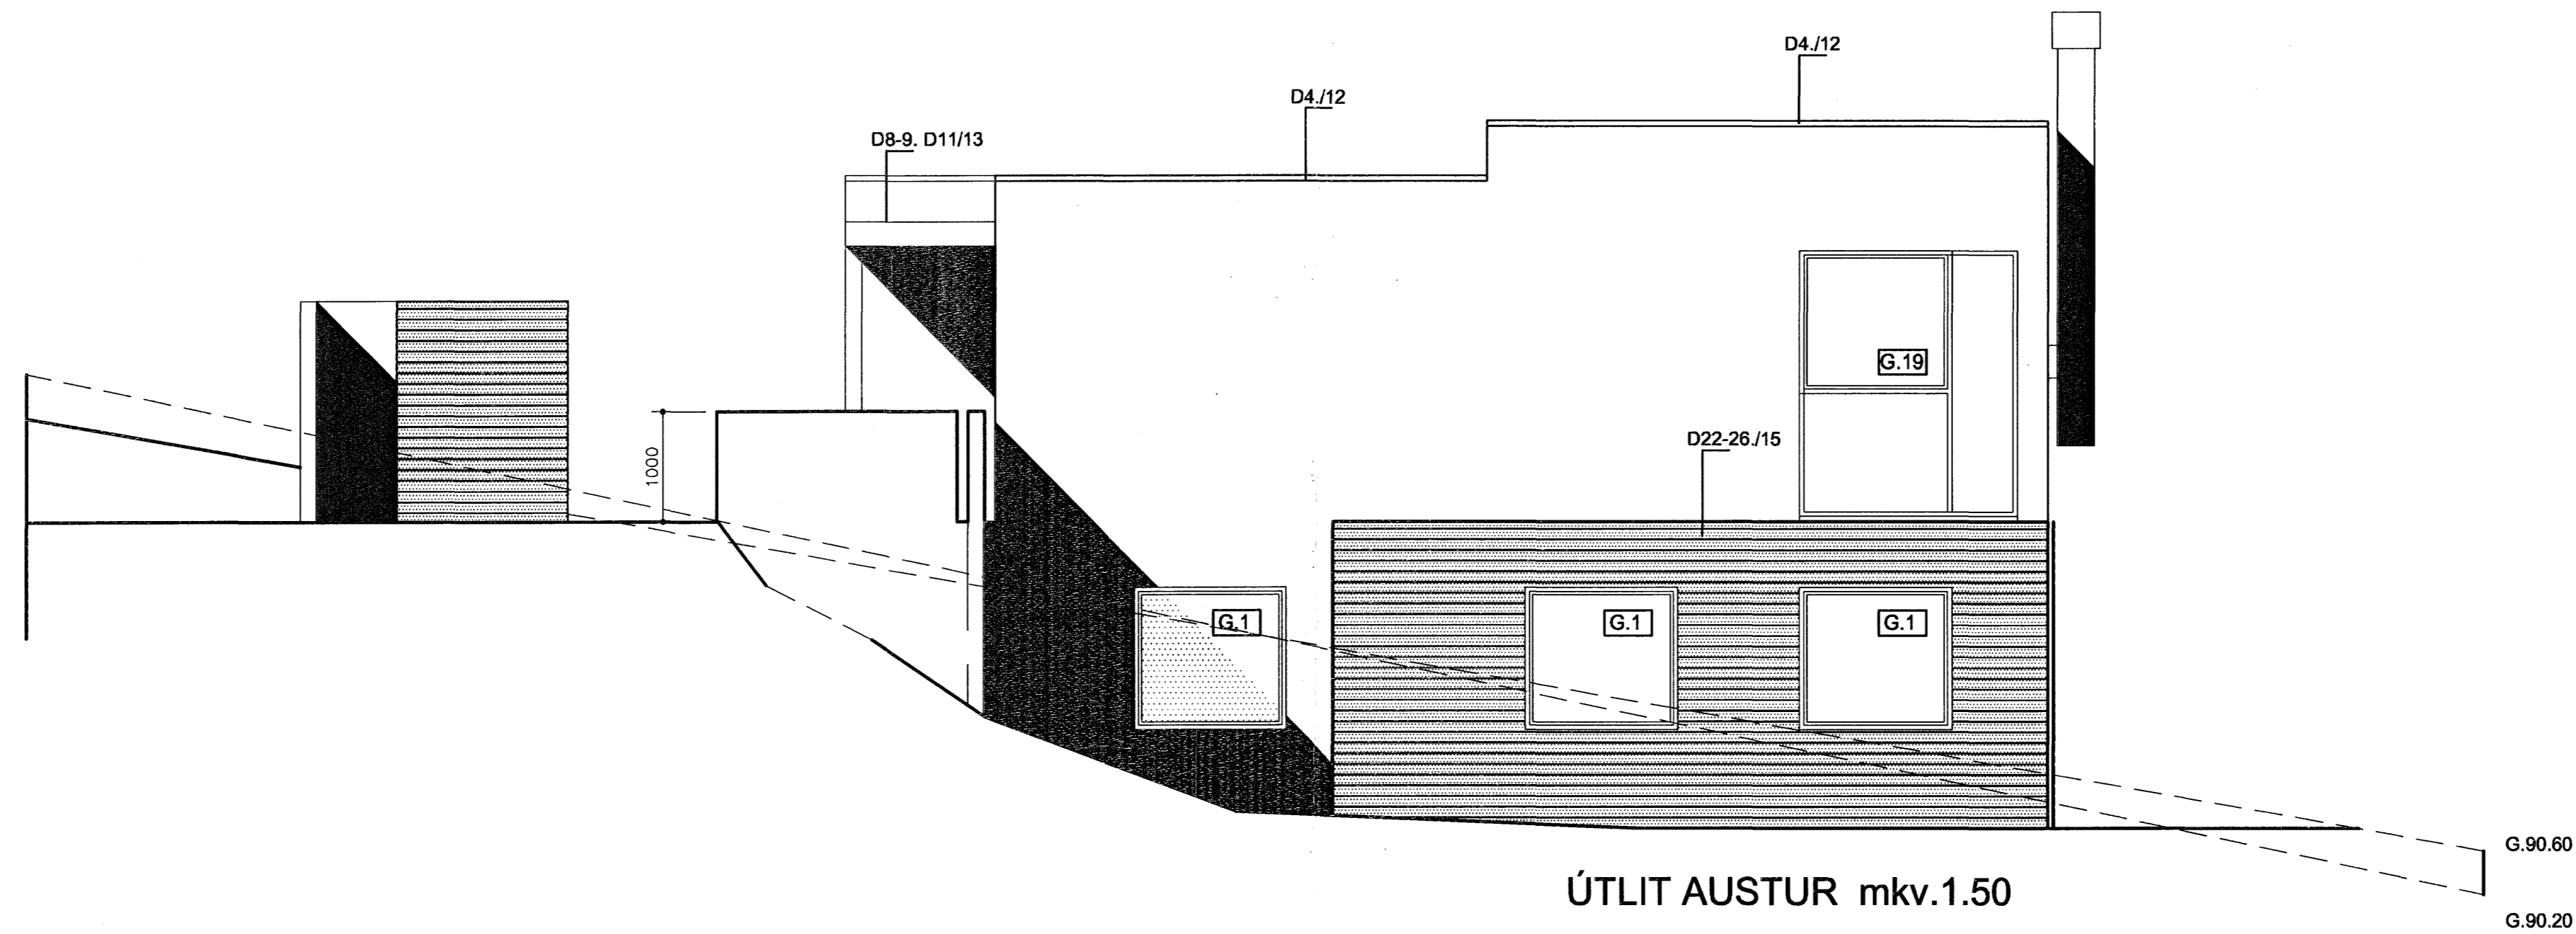 D4./12
D4./12
D8-9. D11/13
G.19
D22-26./15
1000
G.1
G.1
G.1
G.90.60
ÚTLIT AUSTUR mkv.1.50
G.90.20